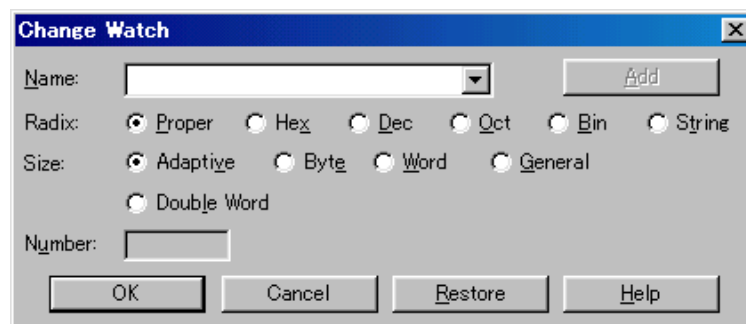 Change Watch
Name: Add
Radix: Proper Hex Dec Oct Bin String
Size: Adaptive Byte Word General
Double Word
Number:
OK Cancel Restore Help